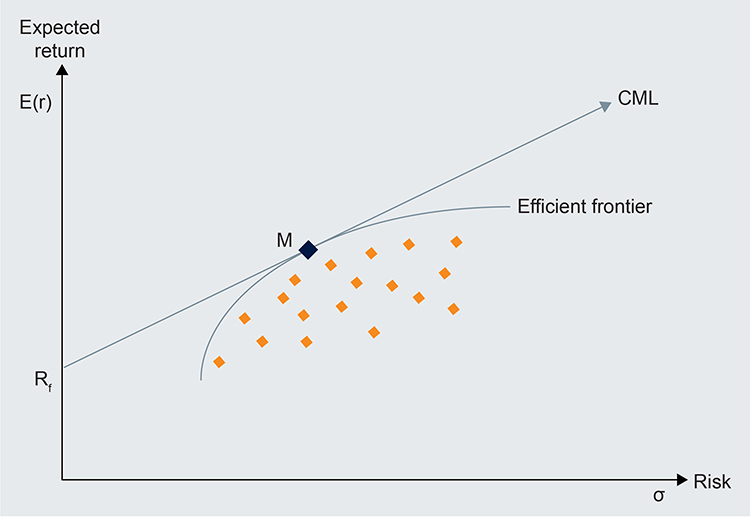 Expected
return
E(r)
CML
Efficient frontier
M
Rf
Risk
σ